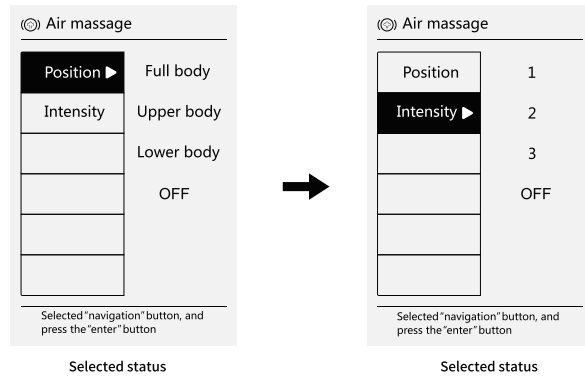 Air massage
Position
Full body
Intensity
Upper body
Lower body
OFF
Selected"navigation"button, and
press the"enter"button
Selected status
Air massage
Position
1
Intensity
2
3
OFF
Selected"navigation"button, and
press the"enter"button
Selected status